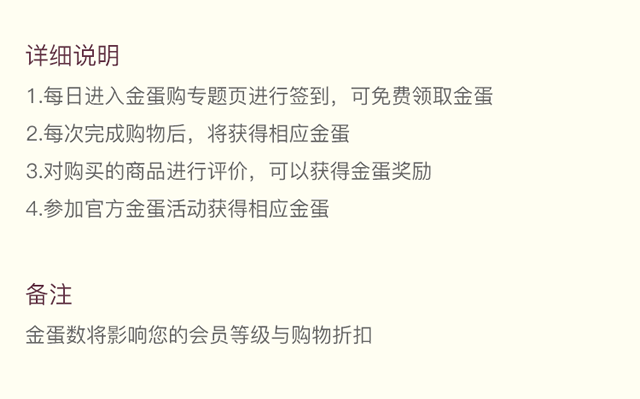 详细说明
1.每日进入金蛋购专题页进行签到，可免费领取金蛋
2.每次完成购物后，将获得相应金蛋
3.对购买的商品进行评价，可以获得金蛋奖励
4.参加官方金蛋活动获得相应金蛋
备注
金蛋数将影响您的会员等级与购物折扣